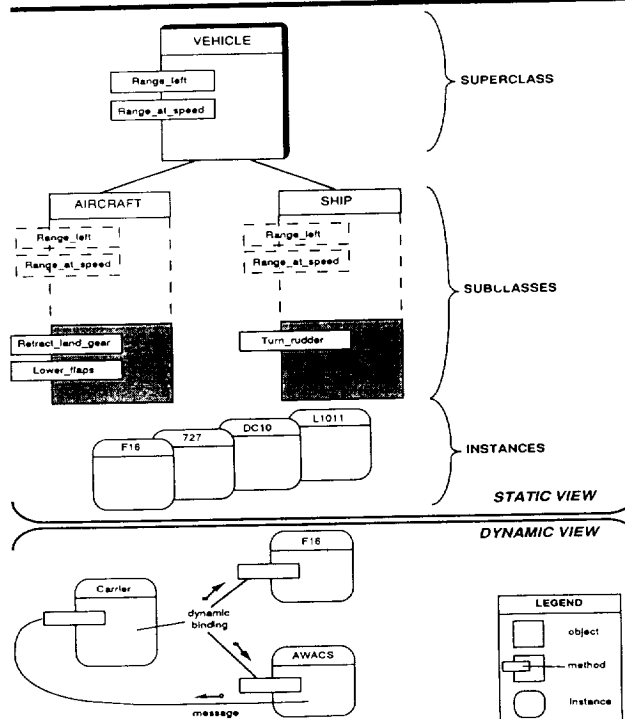 VEHICLE
Range_left
Range_at_speed
SUPERCLASS
AIRCRAFT
SHIP
Range_left
Range_left
Range_at_speed
Range_at_speed
SUBCLASSES
Retract_land_gear
Turn_rudder
Lower_flaps
F16
727
DC10
L1011
INSTANCES
STATIC VIEW
DYNAMIC VIEW
F16
Carrier
dynamic
binding
AWACS
message
LEGEND
object
method
Instance